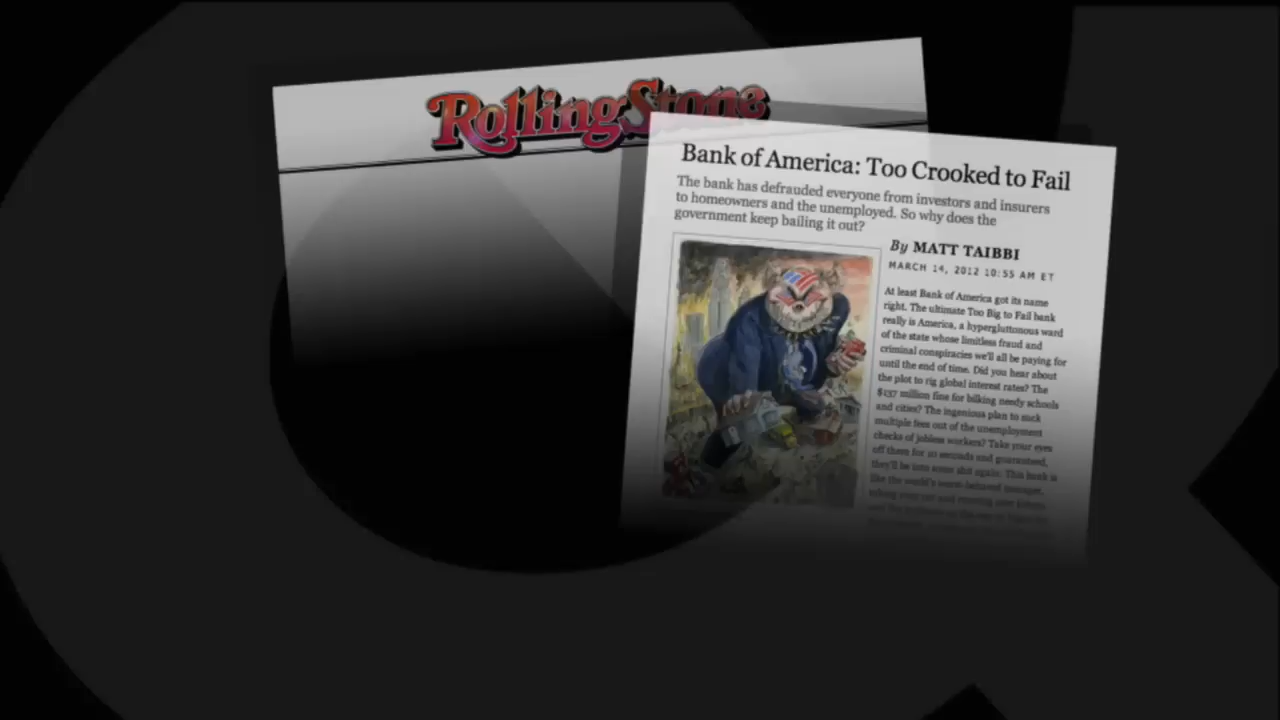 Rolling Stone
Bank of America: Too Crooked to Fail
The bank has defrauded everyone from investors and insurers
to homeowners and the unemployed. So why does the
government keep bailing it out?
By MATT TAIBBI
MARCH 14, 2012 10:55 AM ET
At least Bank of America got its name
right. The ultimate Too Big to Fail bank
really is America, a hypergluttonous ward
of the state whose limitless fraud and
criminal conspiracies we'll all be paying for
until the end of time. Did you hear about
the plot to rig global interest rates? The
$137 million fine for bilking needy schools
and cities? The ingenious plan to suck
multiple fees out of the unemployment
checks of jobless workers? Take your eyes
off them for 10 seconds and guaranteed,
they'll be into some shit again: This bank is
like the world's worst-behaved teenager,